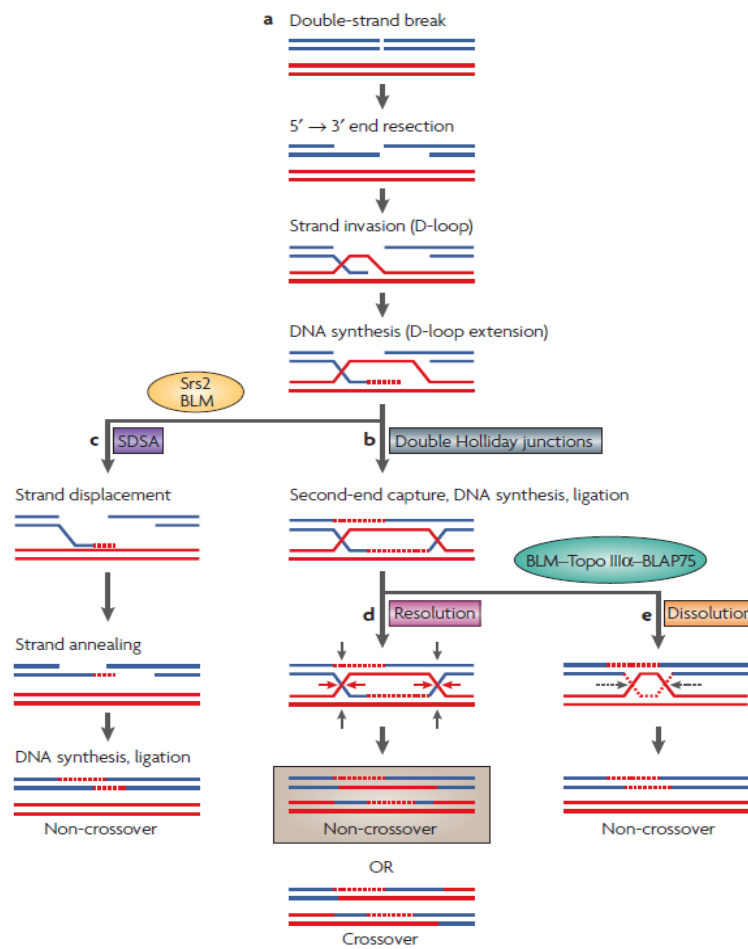 a Double-strand break
5′ → 3′ end resection
Strand invasion (D-loop)
DNA synthesis (D-loop extension)
Srs2
BLM
c SDSA
b Double Holliday junctions
Strand displacement
Second-end capture, DNA synthesis, ligation
BLM–Topo IIIα–BLAP75
d Resolution
e Dissolution
Strand annealing
DNA synthesis, ligation
Non-crossover
Non-crossover
Non-crossover
OR
Crossover